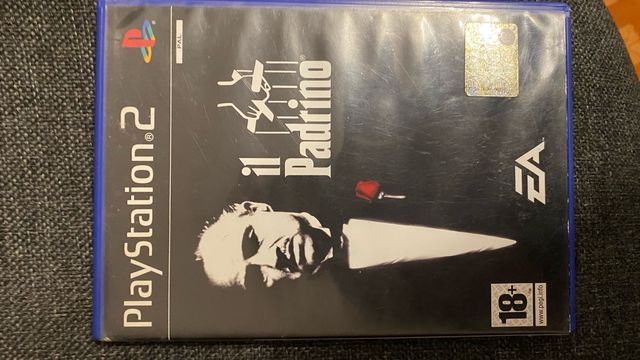 PlayStation®2
PAL
il
Padrino
EA
18+
www.pegi.info